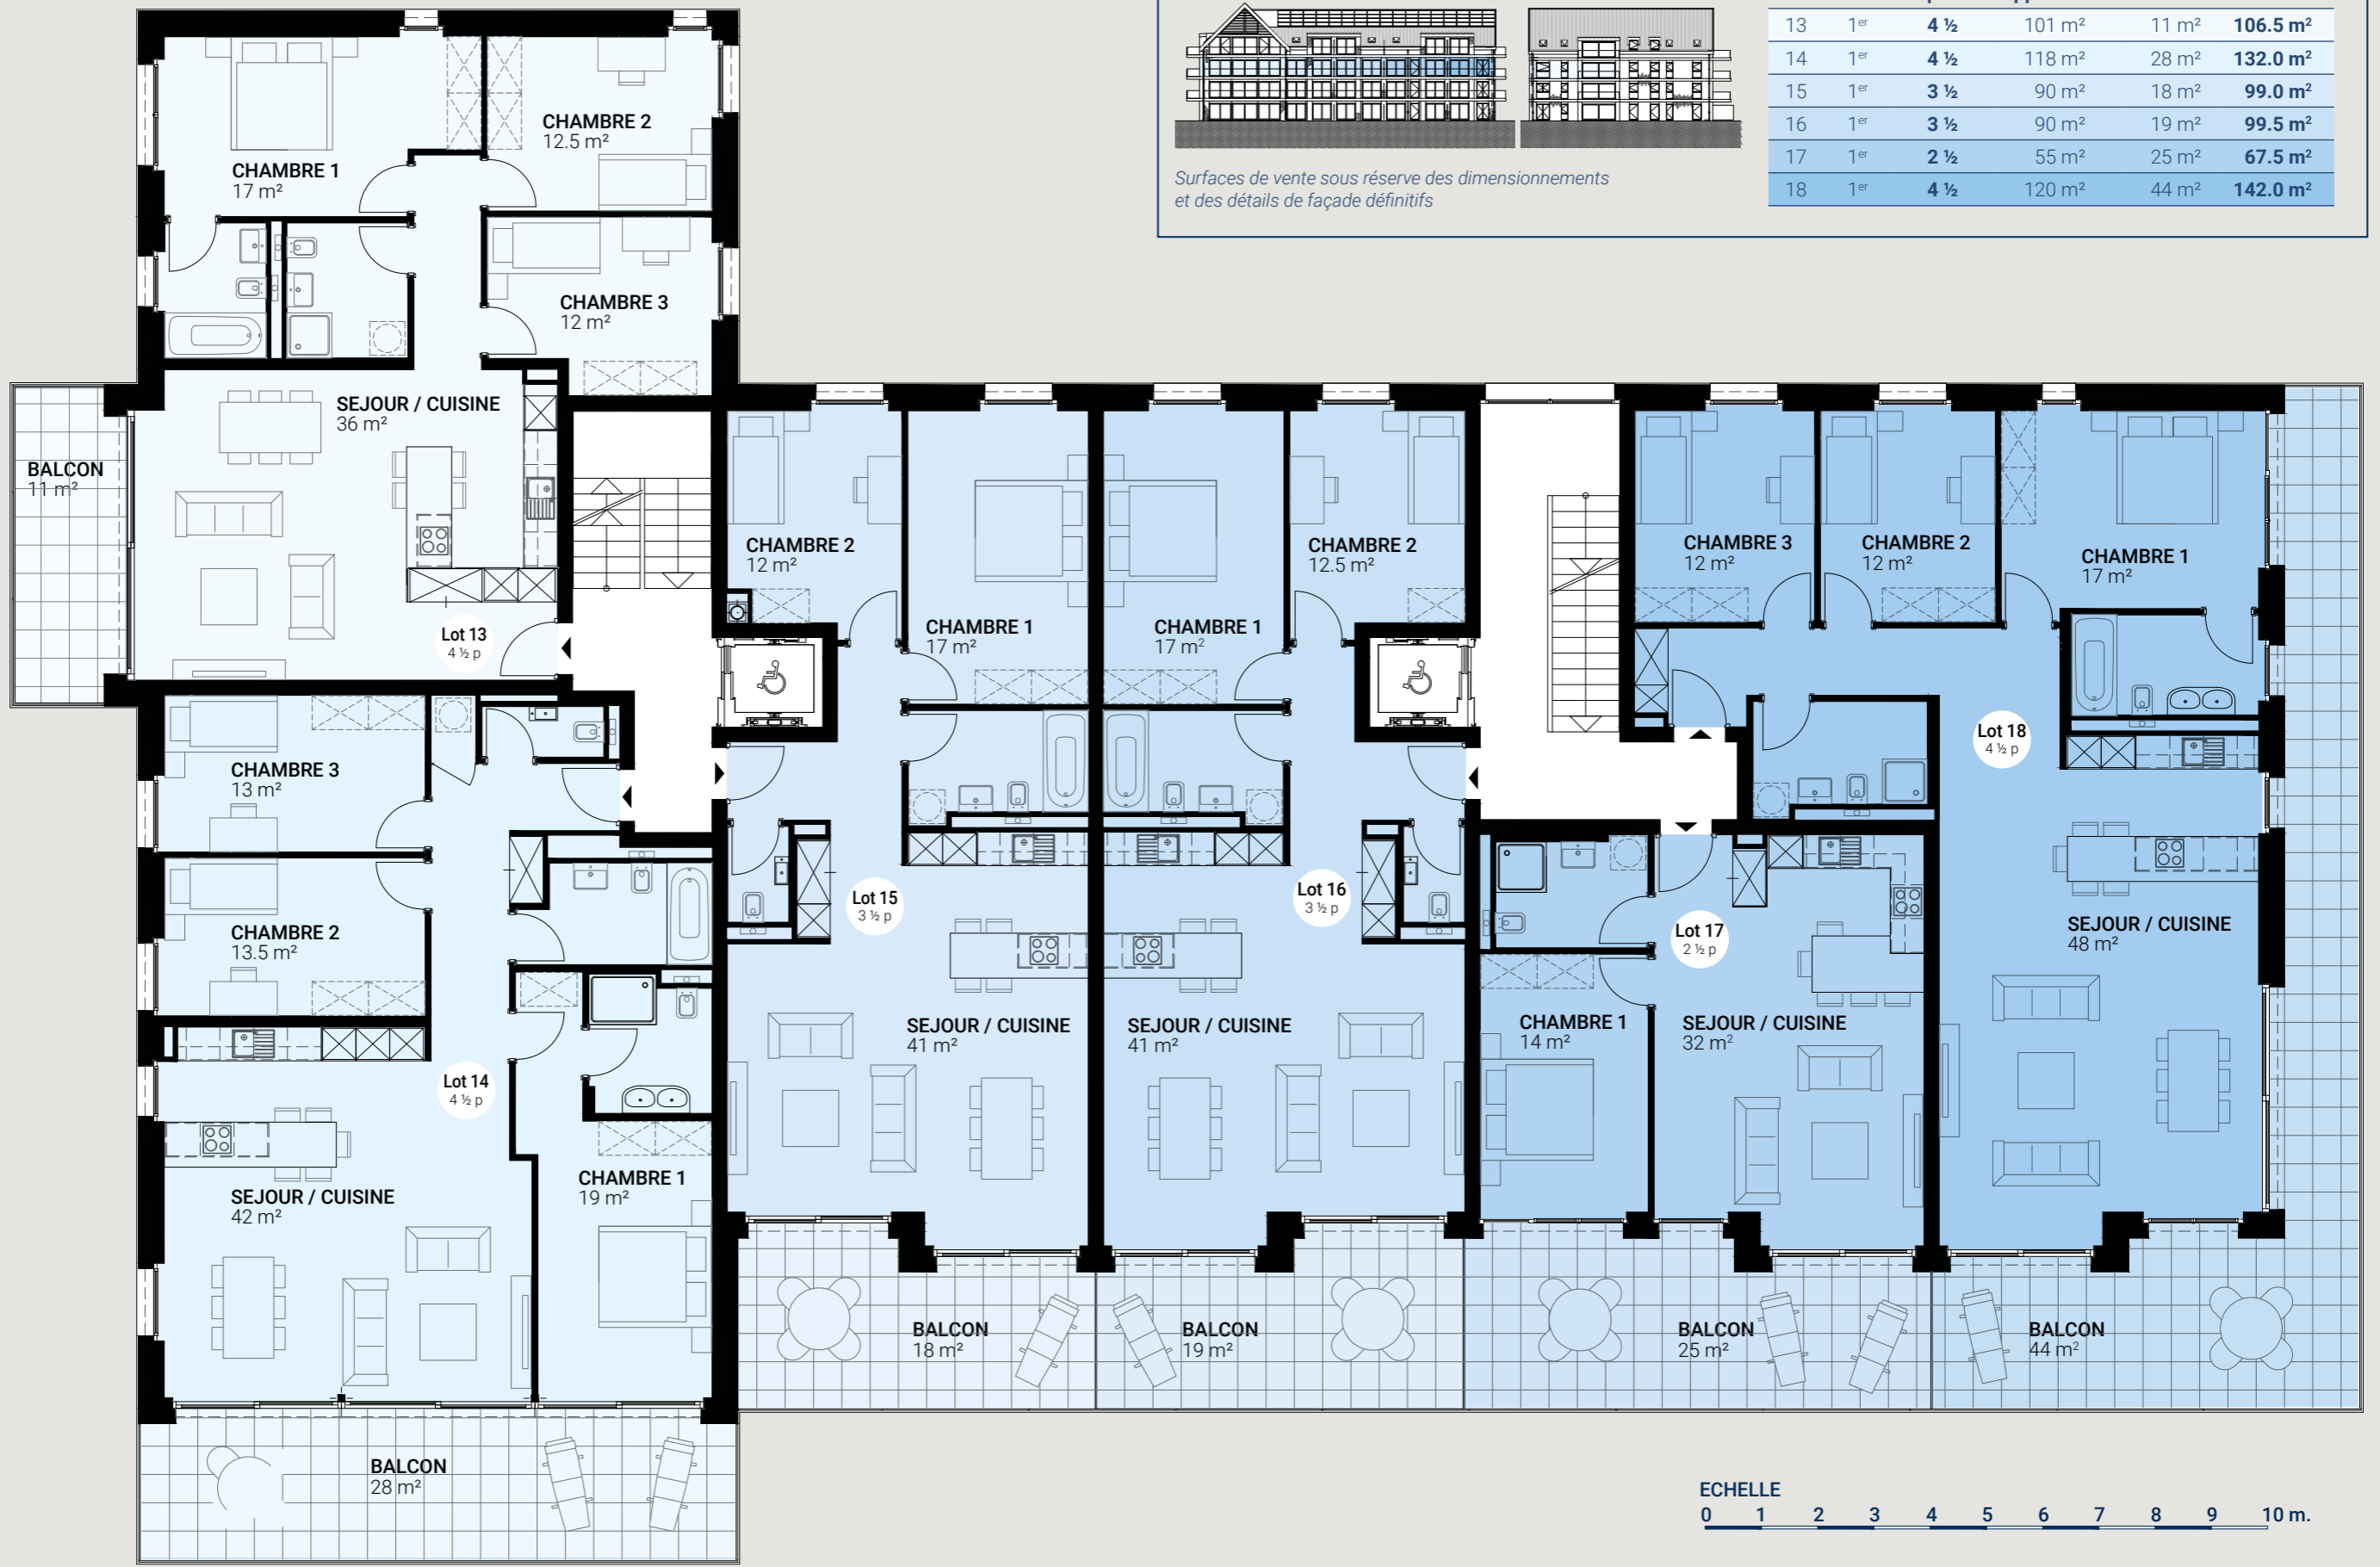 13 1er 4 ½ 101 m² 11 m² 106.5 m²
14 1er 4 ½ 118 m² 28 m² 132.0 m²
15 1er 3 ½ 90 m² 18 m² 99.0 m²
16 1er 3 ½ 90 m² 19 m² 99.5 m²
17 1er 2 ½ 55 m² 25 m² 67.5 m²
18 1er 4 ½ 120 m² 44 m² 142.0 m²
Surfaces de vente sous réserve des dimensionnements
et des détails de façade définitifs
CHAMBRE 1
17 m²
CHAMBRE 2
12.5 m²
CHAMBRE 3
12 m²
SEJOUR / CUISINE
36 m²
BALCON
11 m²
Lot 13
4 ½ p
CHAMBRE 3
13 m²
CHAMBRE 2
13.5 m²
Lot 14
4 ½ p
SEJOUR / CUISINE
42 m²
CHAMBRE 1
19 m²
BALCON
28 m²
CHAMBRE 2
12 m²
CHAMBRE 1
17 m²
Lot 15
3 ½ p
SEJOUR / CUISINE
41 m²
BALCON
18 m²
CHAMBRE 1
17 m²
CHAMBRE 2
12.5 m²
Lot 16
3 ½ p
SEJOUR / CUISINE
41 m²
BALCON
19 m²
Lot 17
2 ½ p
CHAMBRE 1
14 m²
SEJOUR / CUISINE
32 m²
BALCON
25 m²
CHAMBRE 3
12 m²
CHAMBRE 2
12 m²
CHAMBRE 1
17 m²
Lot 18
4 ½ p
SEJOUR / CUISINE
48 m²
BALCON
44 m²
ECHELLE
0 1 2 3 4 5 6 7 8 9 10 m.